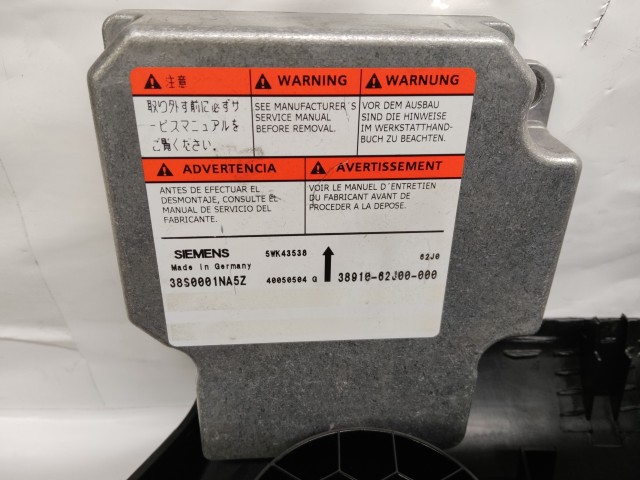 注意
取り外す前に必ずサ
ービスマニュアルを
ご覧ください。
WARNING
SEE MANUFACTURER´S
SERVICE MANUAL
BEFORE REMOVAL.
WARNUNG
VOR DEM AUSBAU
SIND DIE HINWEISE
IM WERKSTATTHAND-
BUCH ZU BEACHTEN.
ADVERTENCIA
ANTES DE EFECTUAR EL
DESMONTAJE, CONSULTE EL
MANUAL DE SERVICIO DEL
FABRICANTE.
AVERTISSEMENT
VOIR LE MANUEL D´ENTRETIEN
DU FABRICANT AVANT DE
PROCEDER A LA DEPOSE.
SIEMENS 5WK43538 62J0
Made in Germany
38S0001NA5Z 40050504 G 38910-62J00-000